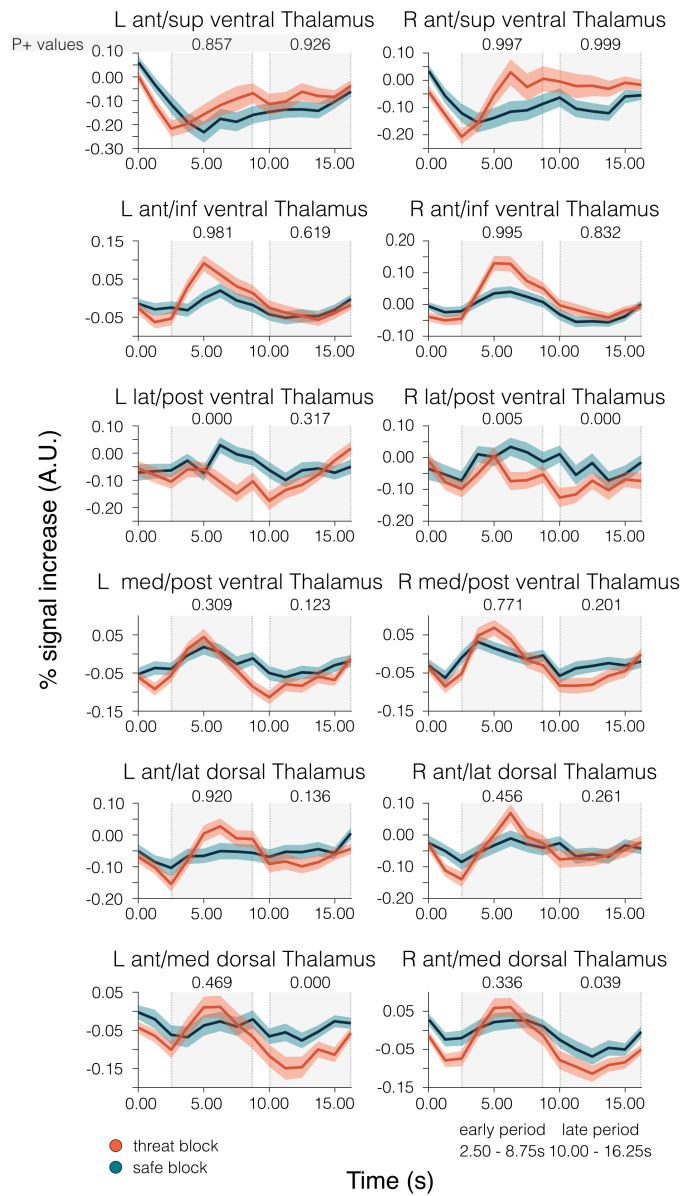 L ant/sup ventral Thalamus
R ant/sup ventral Thalamus
P+ values
0.857 0.926
0.997 0.999
0.10
0.00
-0.10
-0.20
-0.30
0.00 5.00 10.00 15.00
0.10
0.00
-0.10
-0.20
0.00 5.00 10.00 15.00
L ant/inf ventral Thalamus
R ant/inf ventral Thalamus
0.981 0.619
0.995 0.832
0.15
0.05
-0.05
0.00 5.00 10.00 15.00
0.20
0.10
0.00
-0.10
0.00 5.00 10.00 15.00
L lat/post ventral Thalamus
R lat/post ventral Thalamus
0.000 0.317
0.005 0.000
0.10
0.00
-0.10
-0.20
0.00 5.00 10.00 15.00
0.10
0.00
-0.10
-0.20
0.00 5.00 10.00 15.00
% signal increase (A.U.)
L med/post ventral Thalamus
R med/post ventral Thalamus
0.309 0.123
0.771 0.201
0.05
-0.05
-0.15
0.00 5.00 10.00 15.00
0.05
-0.05
-0.15
0.00 5.00 10.00 15.00
L ant/lat dorsal Thalamus
R ant/lat dorsal Thalamus
0.920 0.136
0.456 0.261
0.10
0.00
-0.10
-0.20
0.00 5.00 10.00 15.00
0.10
0.00
-0.10
-0.20
0.00 5.00 10.00 15.00
L ant/med dorsal Thalamus
R ant/med dorsal Thalamus
0.469 0.000
0.336 0.039
0.05
-0.05
-0.15
0.00 5.00 10.00 15.00
0.05
-0.05
-0.15
0.00 5.00 10.00 15.00
threat block
safe block
early period late period
2.50 - 8.75s 10.00 - 16.25s
Time (s)